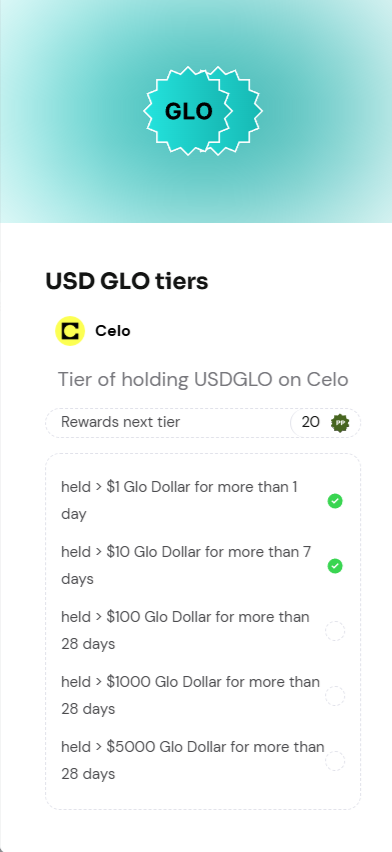 GLO
USD GLO tiers
Celo
Tier of holding USDGLO on Celo
Rewards next tier
20
PP
held > $1 Glo Dollar for more than 1
day
held > $10 Glo Dollar for more than 7
days
held > $100 Glo Dollar for more than
28 days
held > $1000 Glo Dollar for more than
28 days
held > $5000 Glo Dollar for more than
28 days